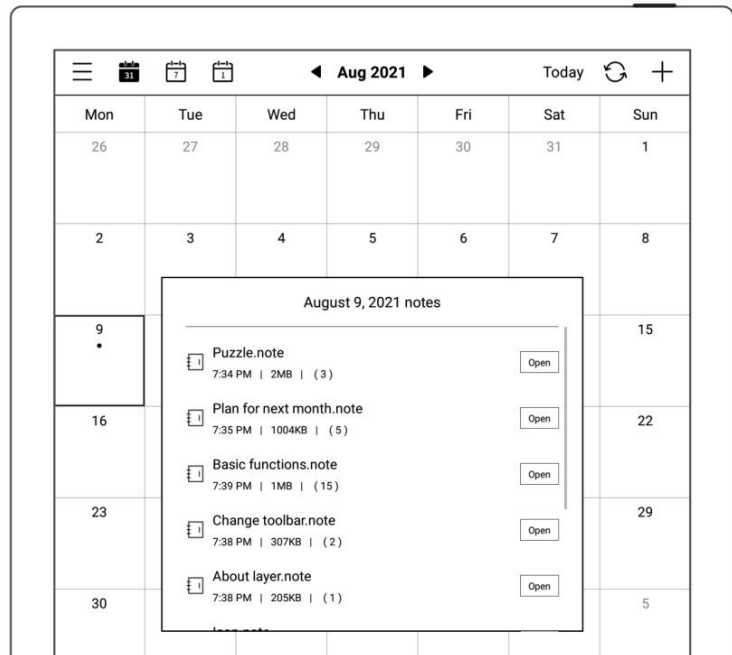 31 7 1 Aug 2021 Today
Mon Tue Wed Thu Fri Sat Sun
26 27 28 29 30 31 1
2 3 4 5 6 7 8
August 9, 2021 notes
9 15
Puzzle.note
7:34 PM | 2MB | (3) Open
Plan for next month.note
7:35 PM | 1004KB | (5) Open
16 22
Basic functions.note
7:39 PM | 1MB | (15) Open
23 29
Change toolbar.note
7:38 PM | 307KB | (2) Open
About layer.note
7:38 PM | 205KB | (1) Open
30 5